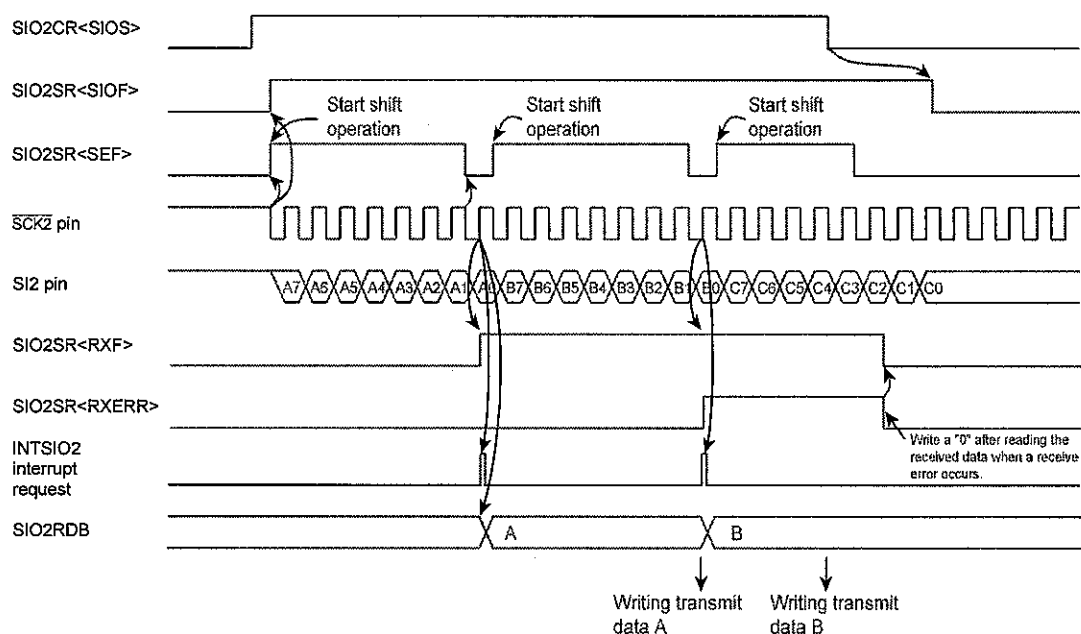 SIO2CR<SIOS>
SIO2SR<SIOF>
Start shift
operation
Start shift
operation
Start shift
operation
SIO2SR<SEF>
SCK2 pin
SI2 pin
A7 A6 A5 A4 A3 A2 A1 A0 B7 B6 B5 B4 B3 B2 B1 B0 C7 C6 C5 C4 C3 C2 C1 C0
SIO2SR<RXF>
SIO2SR<RXERR>
Write a "0" after reading the
received data when a receive
error occurs.
INTSIO2
interrupt
request
SIO2RDB
A
B
Writing transmit
data A
Writing transmit
data B